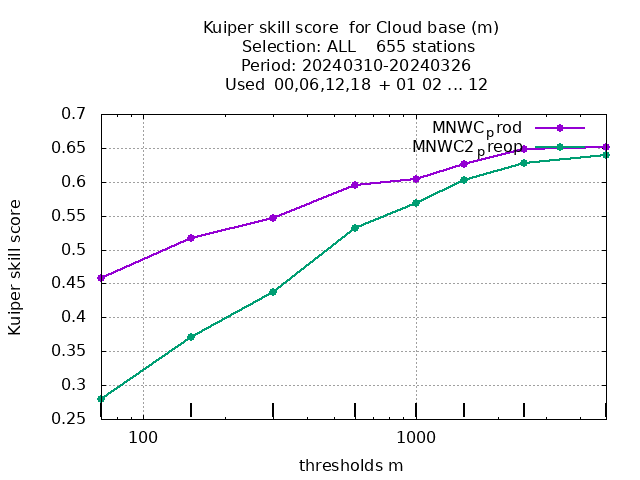 Kuiper skill score for Cloud base (m)
Selection: ALL 655 stations
Period: 20240310-20240326
Used 00,06,12,18 + 01 02 ... 12
0.7
MNWCprod
0.65
MNWC2preop
0.6
0.55
0.5
0.45
0.4
0.35
0.3
0.25
Kuiper skill score
100 1000
thresholds m